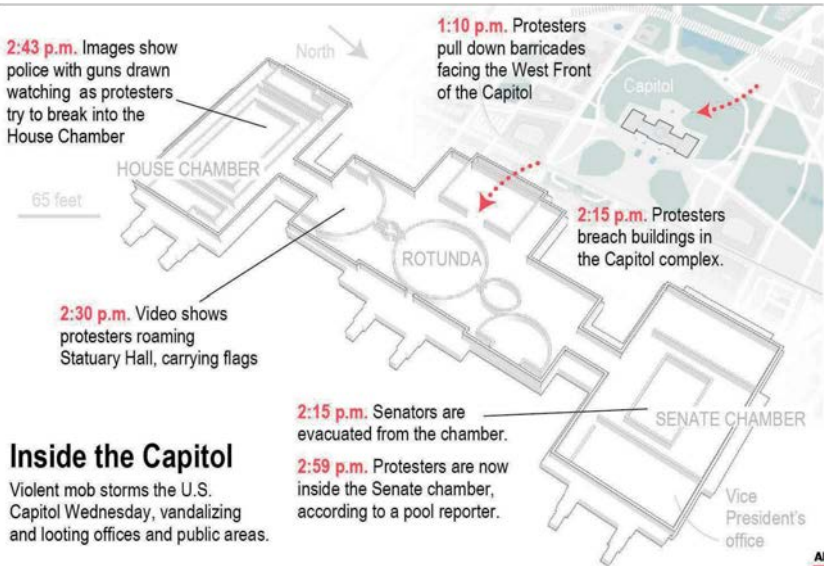 2:43 p.m. Images show
police with guns drawn
watching as protesters
try to break into the
House Chamber
North
1:10 p.m. Protesters
pull down barricades
facing the West Front
of the Capitol
Capitol
HOUSE CHAMBER
65 feet
2:15 p.m. Protesters
breach buildings in
the Capitol complex.
ROTUNDA
2:30 p.m. Video shows
protesters roaming
Statuary Hall, carrying flags
2:15 p.m. Senators are
evacuated from the chamber.
2:59 p.m. Protesters are now
inside the Senate chamber,
according to a pool reporter.
SENATE CHAMBER
Vice
President's
office
Inside the Capitol
Violent mob storms the U.S.
Capitol Wednesday, vandalizing
and looting offices and public areas.